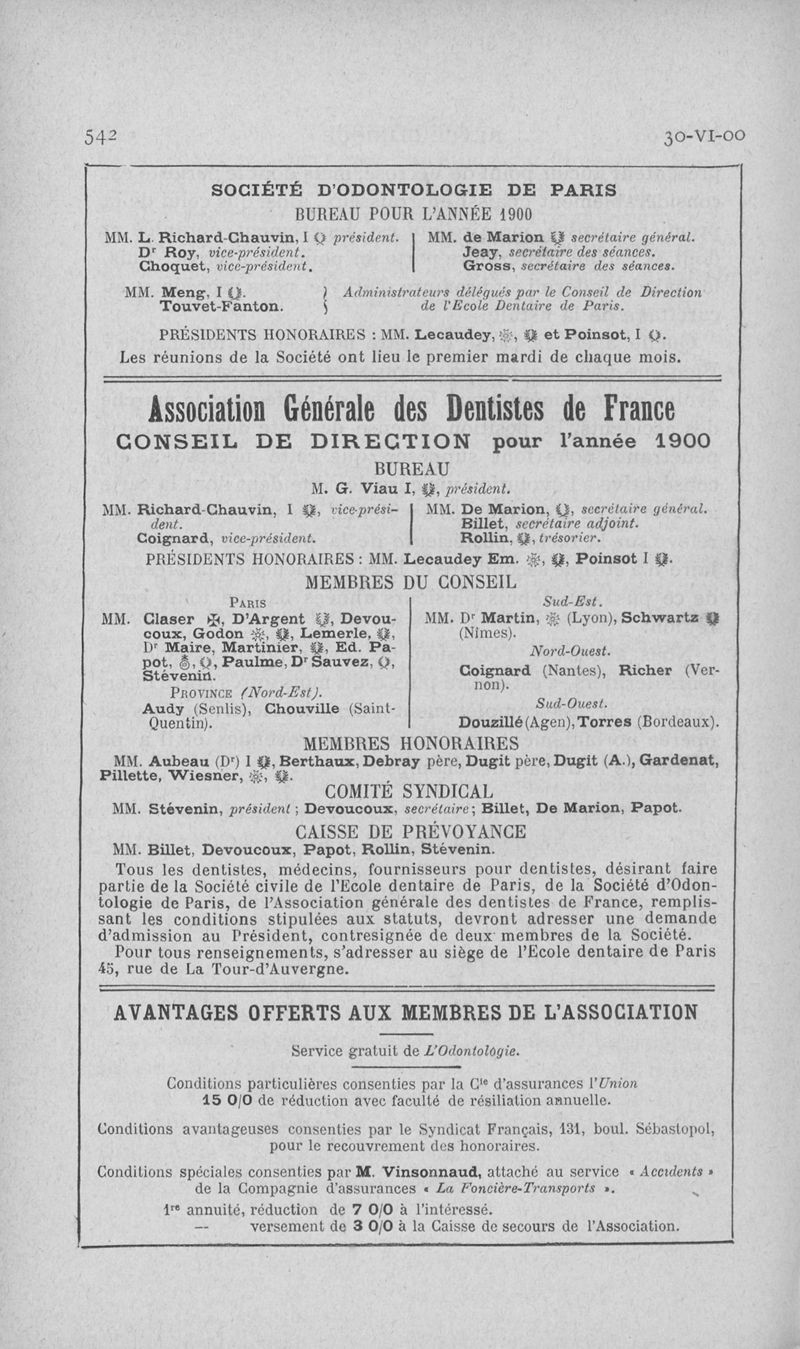 542
30-VI-00
SOCIÉTÉ D'ODONTOLOGIE DE PARIS
BUREAU POUR L'ANNÉE 1900
MM. L. Richard-Chauvin, I président.
Dr Roy, vice-président.
Choquet, vice-président.
MM. de Marion secrétaire général.
Jeay, secrétaire des séances.
Gross, secrétaire des séances.
MM. Meng, I
Touvet-Fanton.
Administrateurs délégués par le Conseil de Direction
de l'Ecole Dentaire de Paris.
PRÉSIDENTS HONORAIRES : MM. Lecaudey, et Poinsot, I
Les réunions de la Société ont lieu le premier mardi de chaque mois.
Association Générale des Dentistes de France
CONSEIL DE DIRECTION pour l'année 1900
BUREAU
M. G. Viau I, président.
MM. Richard-Chauvin, I vice-prési-
dent.
Coignard, vice-président.
MM. De Marion, secrétaire général.
Billet, secrétaire adjoint.
Rollin, trésorier.
PRÉSIDENTS HONORAIRES : MM. Lecaudey Em. Poinsot I
MEMBRES DU CONSEIL
PARIS
MM. Claser ✠, D'Argent Devou-
coux, Godon Lemerle,
Dr Maire, Martinier, Ed. Pa-
pot, Paulme, Dr Sauvez,
Stévenin.
PROVINCE (Nord-Est).
Audy (Senlis), Chouville (Saint-
Quentin).
Sud-Est.
MM. Dr Martin, (Lyon), Schwartz
(Nîmes).
Nord-Ouest.
Coignard (Nantes), Richer (Ver-
non).
Sud-Ouest.
Douzillé (Agen), Torres (Bordeaux).
MEMBRES HONORAIRES
MM. Aubeau (Dr) I Berthaux, Debray père, Dugit père, Dugit (A.), Gardenat,
Pillette, Wiesner,
COMITÉ SYNDICAL
MM. Stévenin, président ; Devoucoux, secrétaire ; Billet, De Marion, Papot.
CAISSE DE PRÉVOYANCE
MM. Billet, Devoucoux, Papot, Rollin, Stévenin.
Tous les dentistes, médecins, fournisseurs pour dentistes, désirant faire
partie de la Société civile de l'Ecole dentaire de Paris, de la Société d'Odon-
tologie de Paris, de l'Association générale des dentistes de France, remplis-
sant les conditions stipulées aux statuts, devront adresser une demande
d'admission au Président, contresignée de deux membres de la Société.
Pour tous renseignements, s'adresser au siège de l'Ecole dentaire de Paris
45, rue de La Tour-d'Auvergne.
AVANTAGES OFFERTS AUX MEMBRES DE L'ASSOCIATION
Service gratuit de L'Odontologie.
Conditions particulières consenties par la Cie d'assurances l'Union
15 0/0 de réduction avec faculté de résiliation annuelle.
Conditions avantageuses consenties par le Syndicat Français, 131, boul. Sébastopol,
pour le recouvrement des honoraires.
Conditions spéciales consenties par M. Vinsonnaud, attaché au service « Accidents »
de la Compagnie d'assurances « La Foncière-Transports ».
1re annuité, réduction de 7 0/0 à l'intéressé.
— versement de 3 0/0 à la Caisse de secours de l'Association.